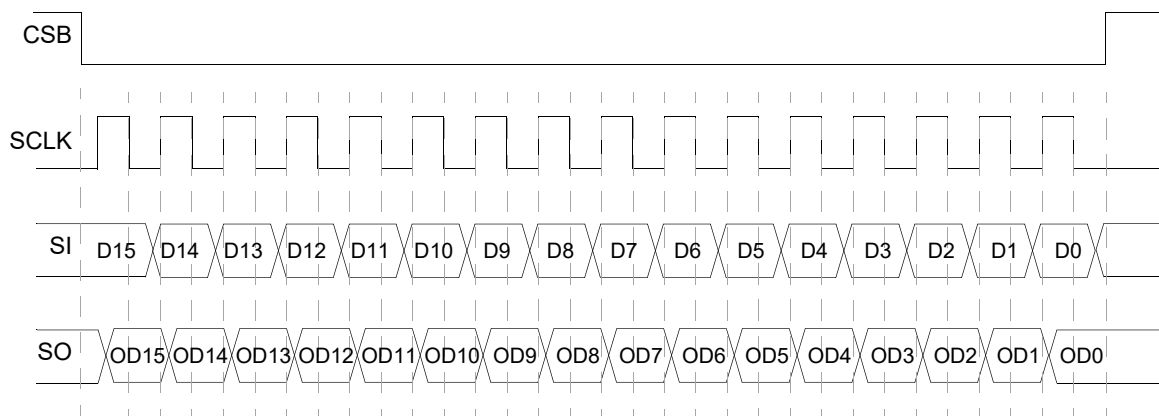 CSB
SCLK
SI D15 D14 D13 D12 D11 D10 D9 D8 D7 D6 D5 D4 D3 D2 D1 D0
SO OD15 OD14 OD13 OD12 OD11 OD10 OD9 OD8 OD7 OD6 OD5 OD4 OD3 OD2 OD1 OD0